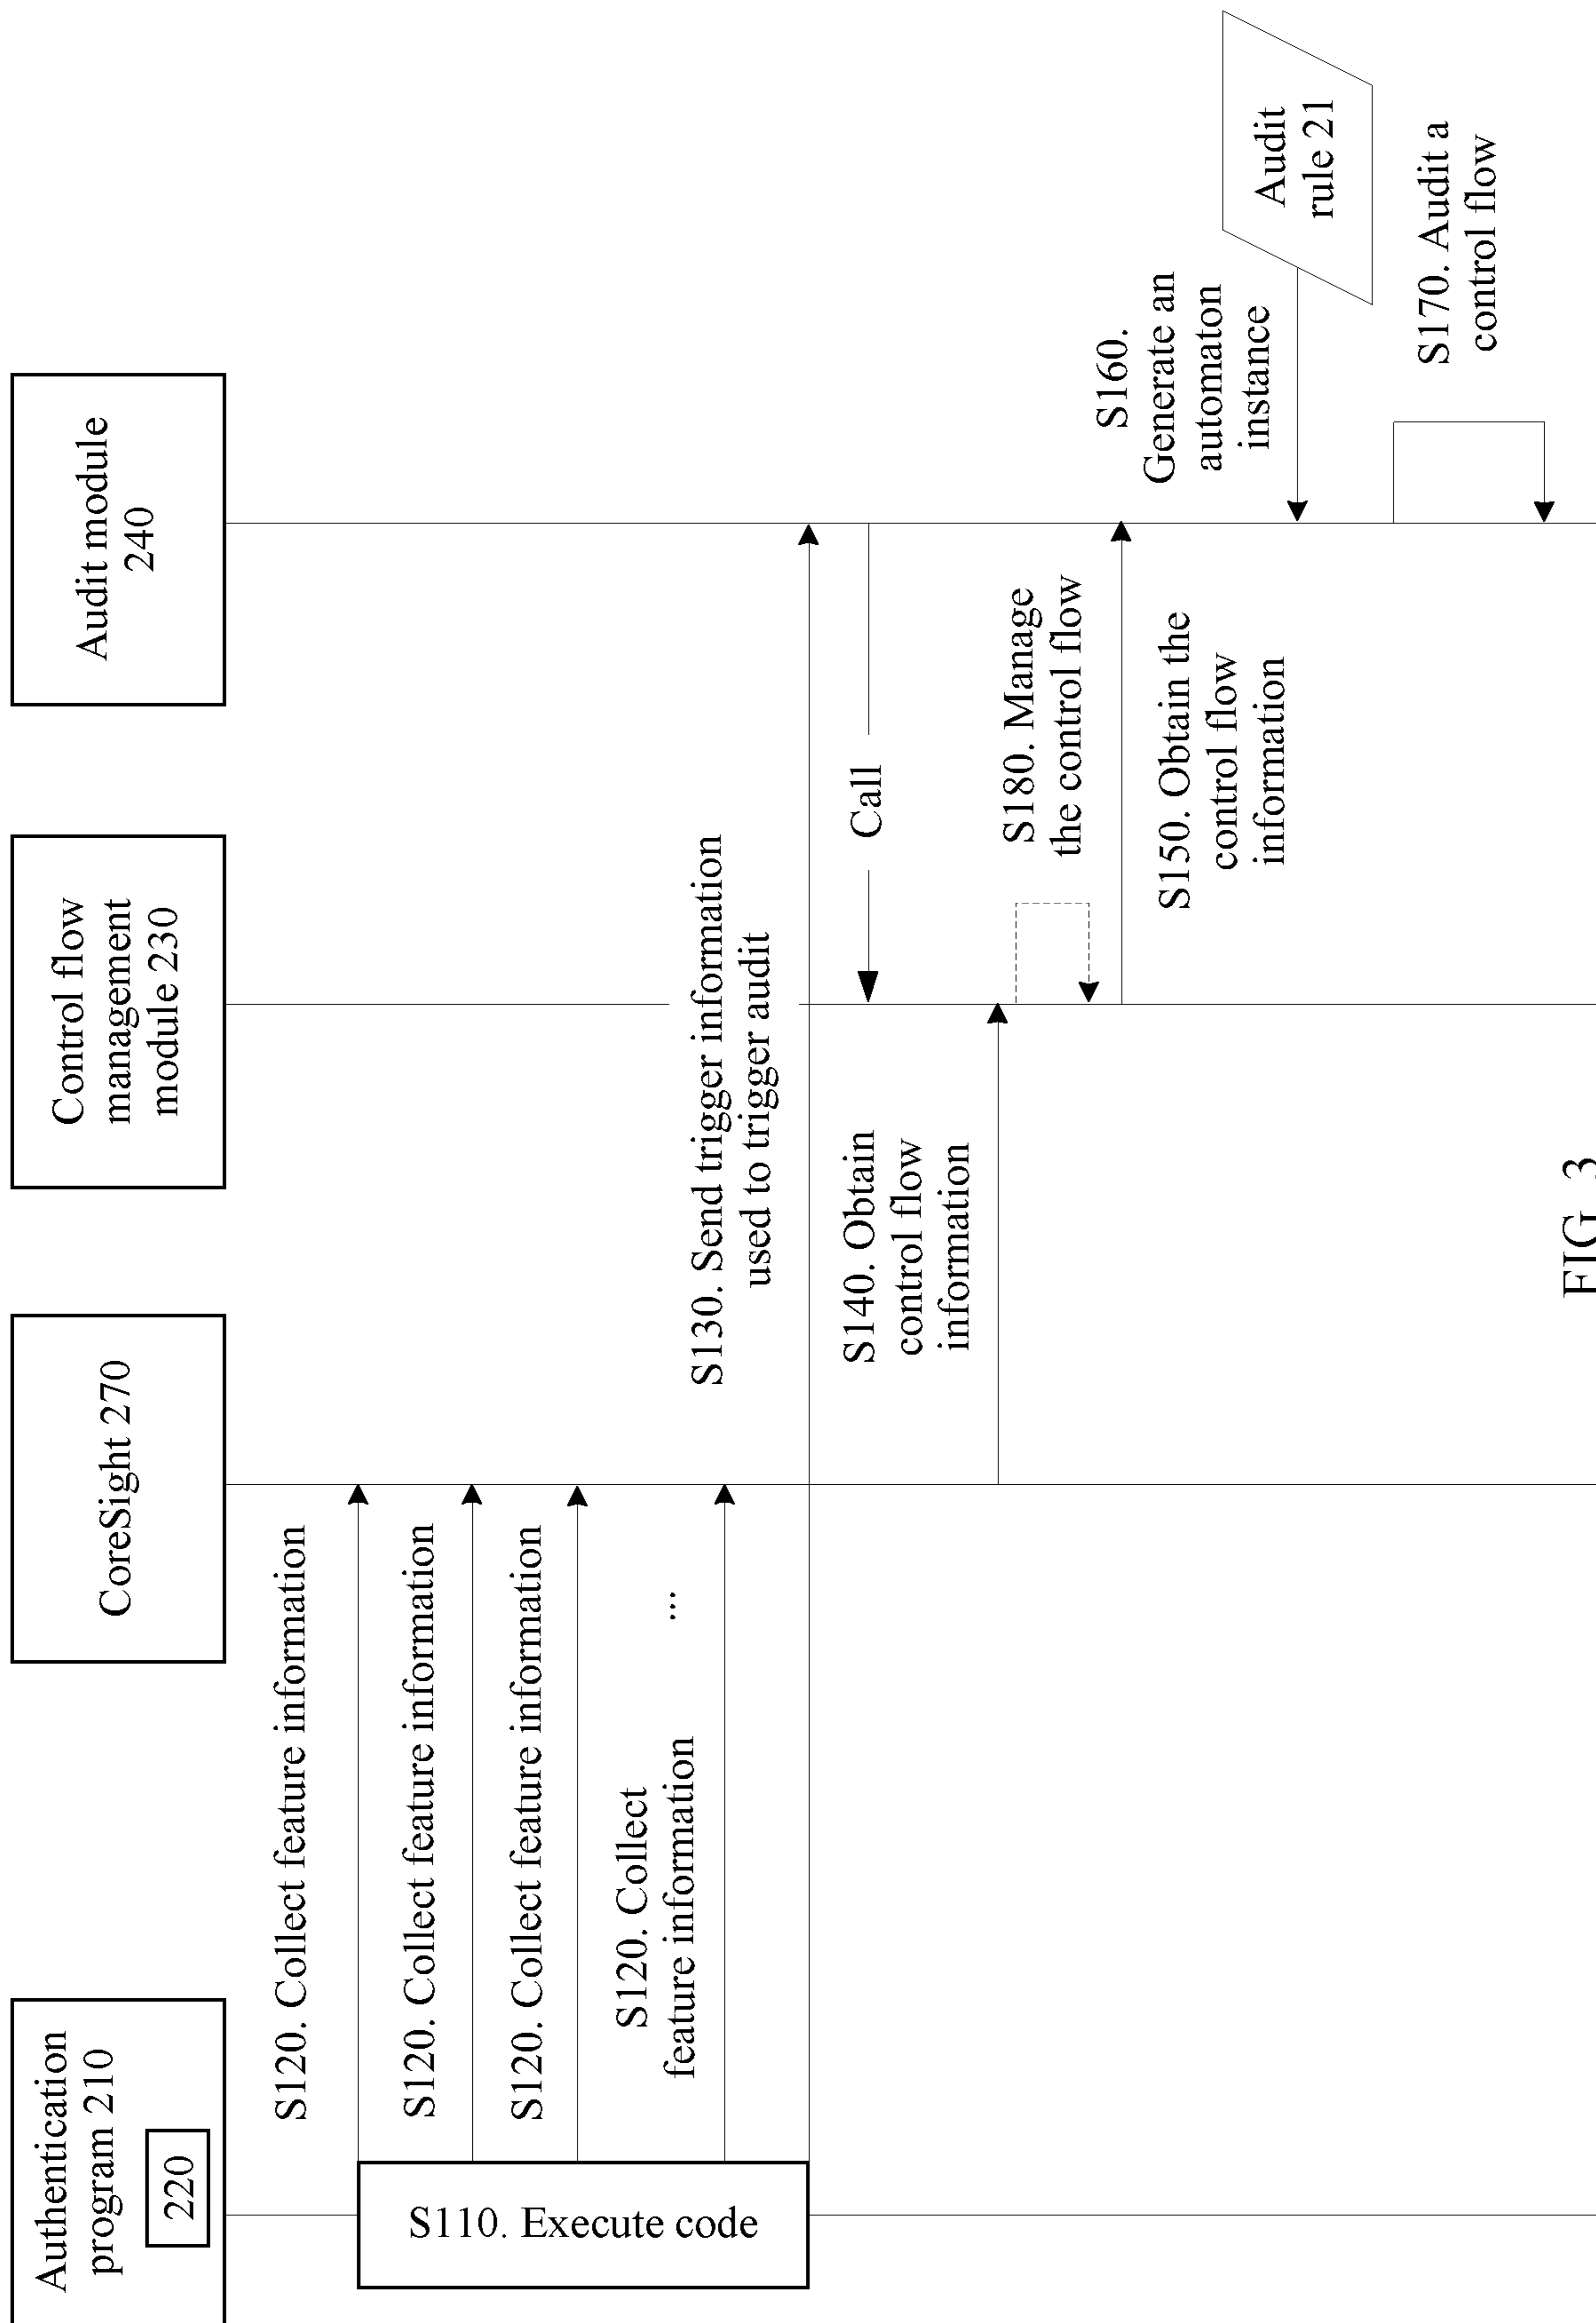 Authentication
program 210
220
CoreSight 270
Control flow
management
module 230
Audit module
240
S110. Execute code
S120. Collect feature information
S120. Collect feature information
S120. Collect feature information
S120. Collect
feature information
...
S130. Send trigger information
used to trigger audit
Call
S140. Obtain
control flow
information
S180. Manage
the control flow
S150. Obtain the
control flow
information
S160.
Generate an
automaton
instance
Audit
rule 21
S170. Audit a
control flow
FIG. 3